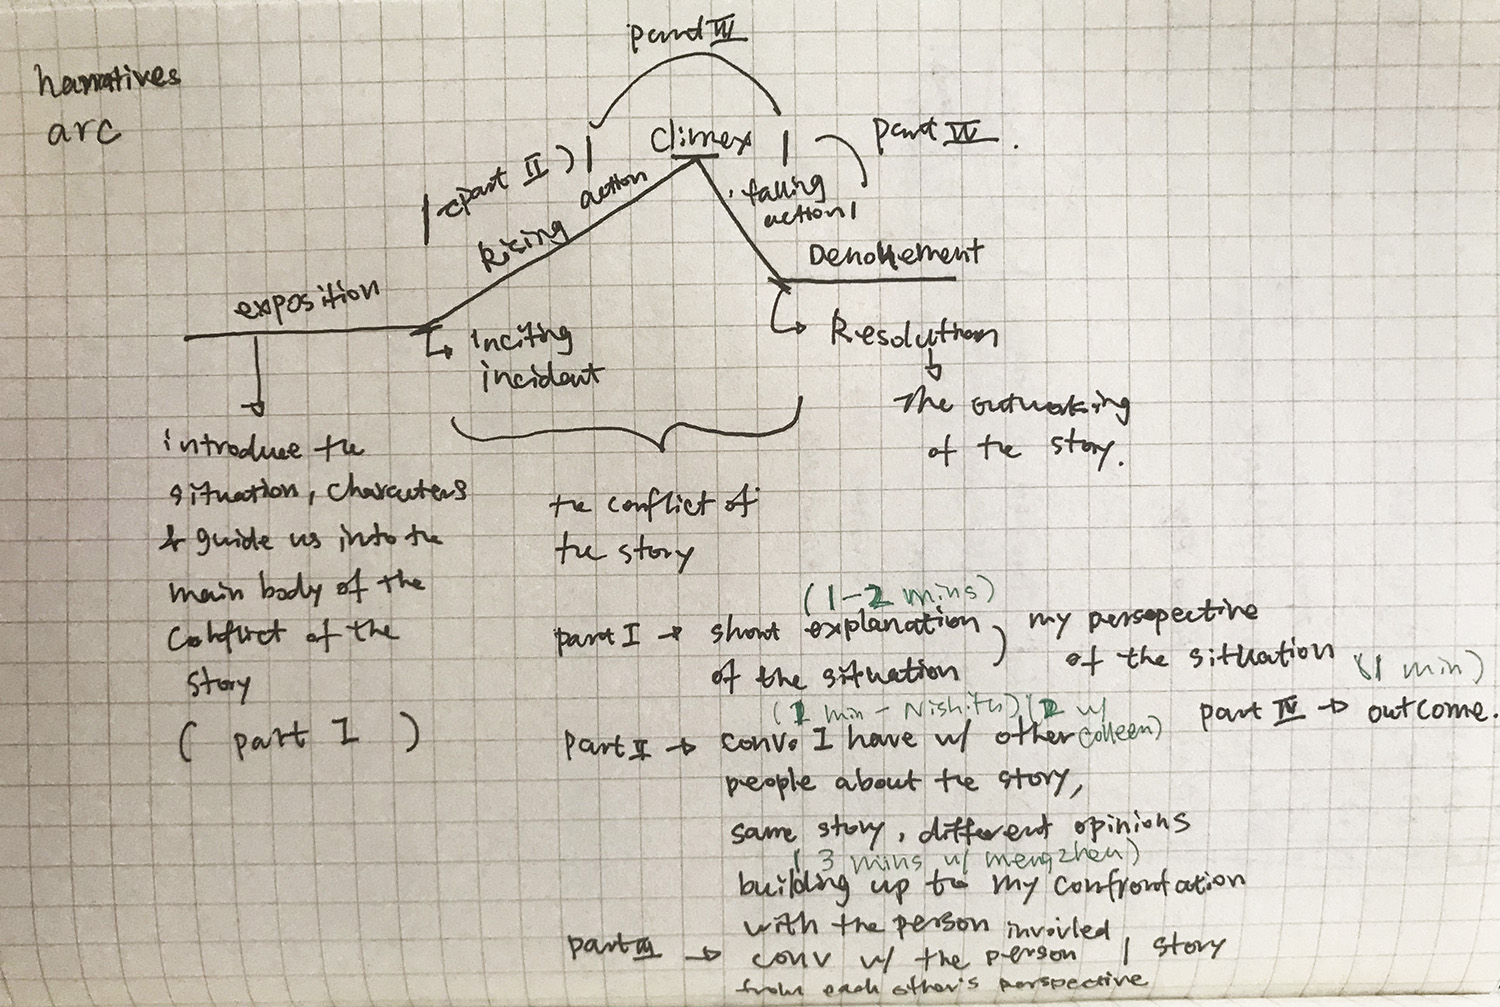 narratives
arc
part III
climex
part IV.
(part II)
Rising action
falling
action
Denouement
exposition
inciting
incident
Resolution
The outworking
of the story.
introduce the
situation, characters
& guide us into the
main body of the
conflict of the
story
( part I )
the conflict of
the story
(1-2 mins)
part I → short explanation
of the situation
my persepective
of the situation
(1 min)
part IV → outcome.
min - Nishitu) (2 w/
colleen)
part II → conv. I have w/ other
people about the story,
same story, different opinions
(3 mins w/ mengzhen)
building up to my confrontation
with the person involved
part III → conv w/ the person / story
from each other's perspective